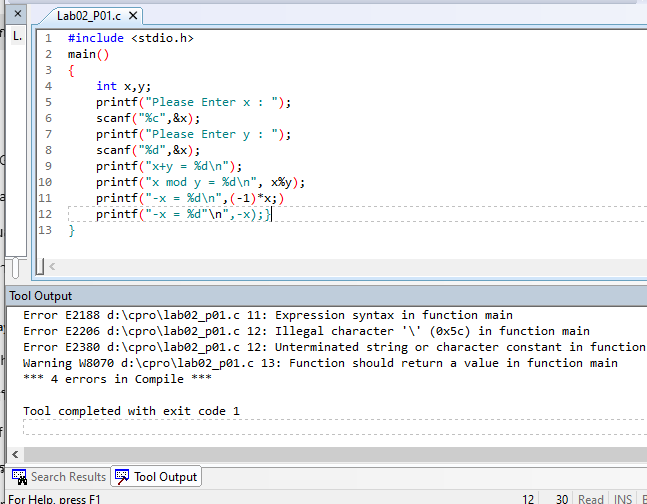 Lab02_P01.c
L.
1 #include <stdio.h>
2 main()
3 {
4 int x,y;
5 printf("Please Enter x : ");
6 scanf("%c",&x);
7 printf("Please Enter y : ");
8 scanf("%d",&x);
9 printf("x+y = %d\n");
10 printf("x mod y = %d\n", x%y);
11 printf("-x = %d\n",(-1)*x;)
12 printf("-x = %d"\n",-x);}
13 }
Tool Output
Error E2188 d:\cpro\lab02_p01.c 11: Expression syntax in function main
Error E2206 d:\cpro\lab02_p01.c 12: Illegal character '\' (0x5c) in function main
Error E2380 d:\cpro\lab02_p01.c 12: Unterminated string or character constant in function
Warning W8070 d:\cpro\lab02_p01.c 13: Function should return a value in function main
*** 4 errors in Compile ***
Tool completed with exit code 1
Search Results Tool Output
For Help, press F1 12 30 Read INS